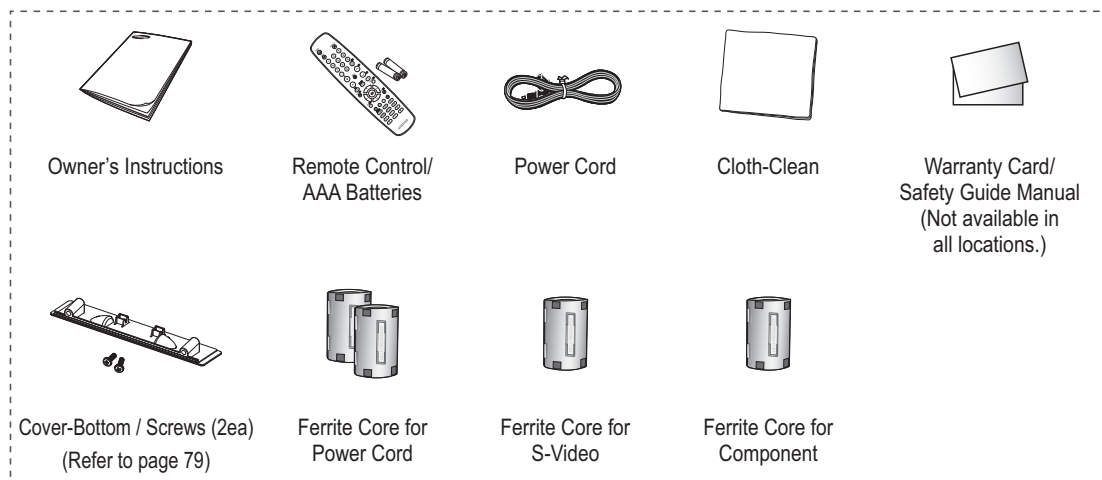 Owner's Instructions
Remote Control/
AAA Batteries
Power Cord
Cloth-Clean
Warranty Card/
Safety Guide Manual
(Not available in
all locations.)
Cover-Bottom / Screws (2ea)
(Refer to page 79)
Ferrite Core for
Power Cord
Ferrite Core for
S-Video
Ferrite Core for
Component